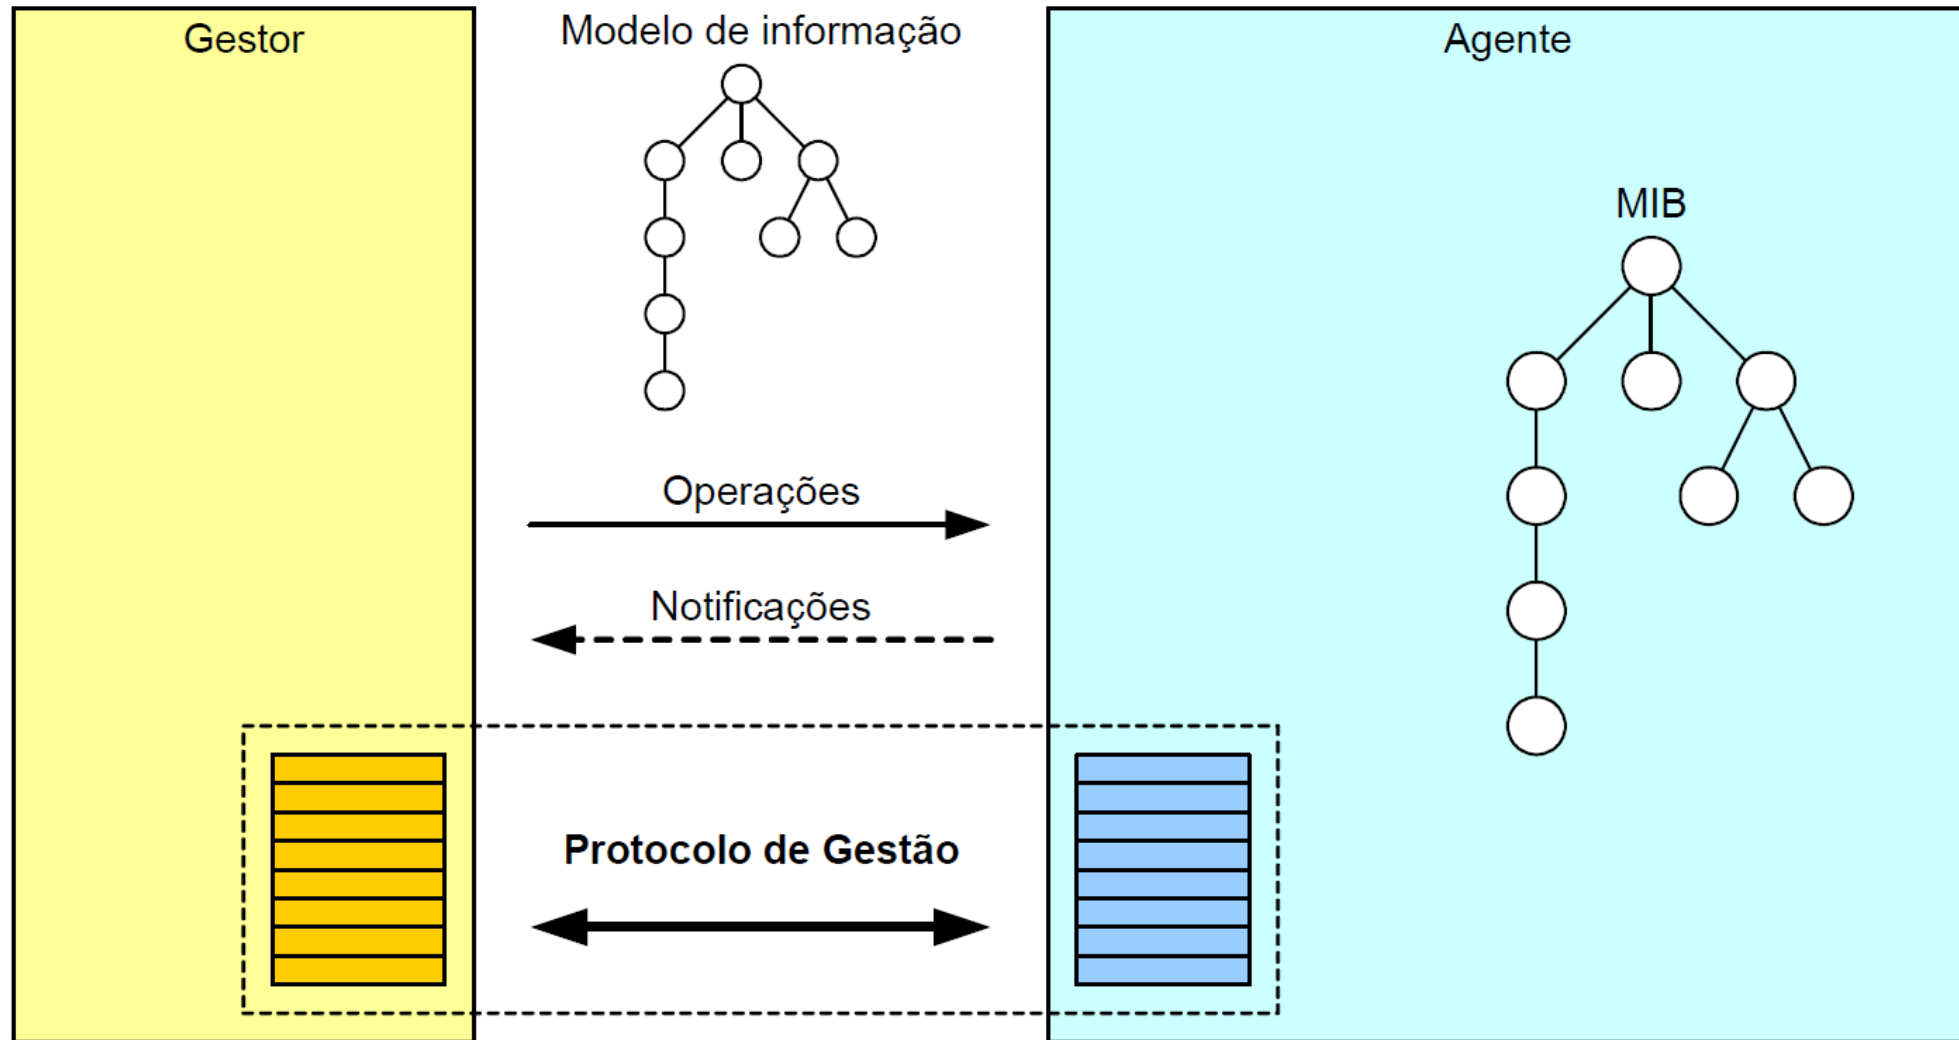 Gestor
Modelo de informação
Agente
MIB
Operações
Notificações
Protocolo de Gestão